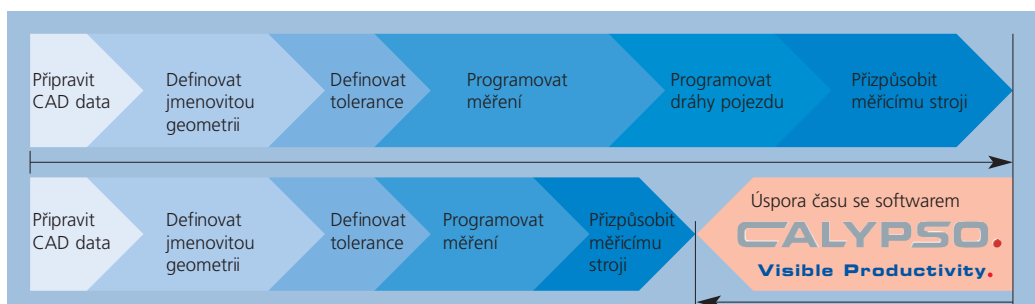 Připravit
CAD data
Definovat
jmenovitou
geometrii
Definovat
tolerance
Programovat
měření
Programovat
dráhy pojezdu
Přizpůsobit
měřicímu stroji
Připravit
CAD data
Definovat
jmenovitou
geometrii
Definovat
tolerance
Programovat
měření
Přizpůsobit
měřicímu
stroji
Úspora času se softwarem
CALYPSO.
Visible Productivity.